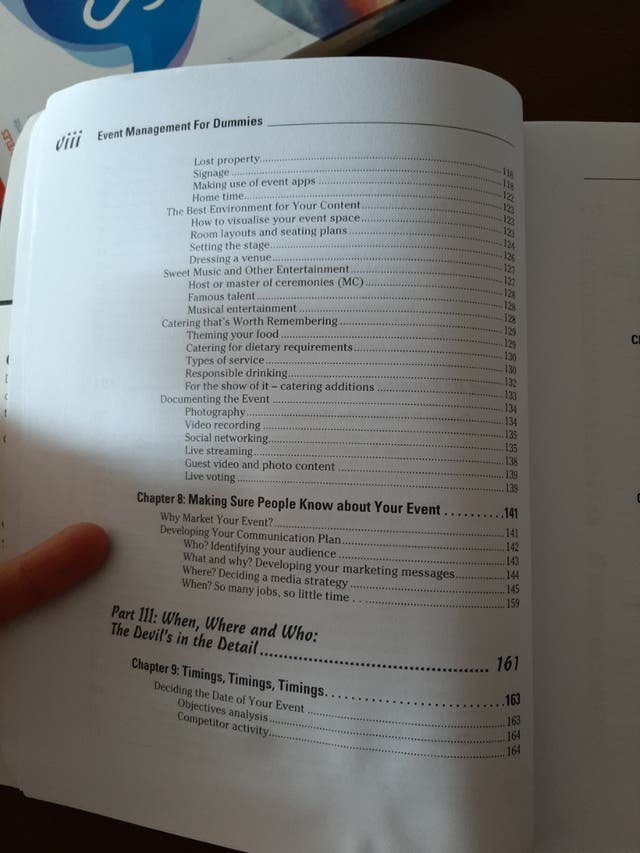 viii Event Management For Dummies
Lost property 118
Signage 118
Making use of event apps 122
Home time 122
The Best Environment for Your Content 123
How to visualise your event space 123
Room layouts and seating plans 124
Setting the stage 126
Dressing a venue 127
Sweet Music and Other Entertainment 127
Host or master of ceremonies (MC) 128
Famous talent 128
Musical entertainment 128
Catering that's Worth Remembering 129
Theming your food 129
Catering for dietary requirements 130
Types of service 130
Responsible drinking 132
For the show of it – catering additions 133
Documenting the Event 134
Photography 134
Video recording 135
Social networking 135
Live streaming 138
Guest video and photo content 139
Live voting 139
Chapter 8: Making Sure People Know about Your Event 141
Why Market Your Event? 141
Developing Your Communication Plan 142
Who? Identifying your audience 143
What and why? Developing your marketing messages 144
Where? Deciding a media strategy 145
When? So many jobs, so little time 159
Part III: When, Where and Who:
The Devil's in the Detail 161
Chapter 9: Timings, Timings, Timings 163
Deciding the Date of Your Event 163
Objectives analysis 164
Competitor activity 164